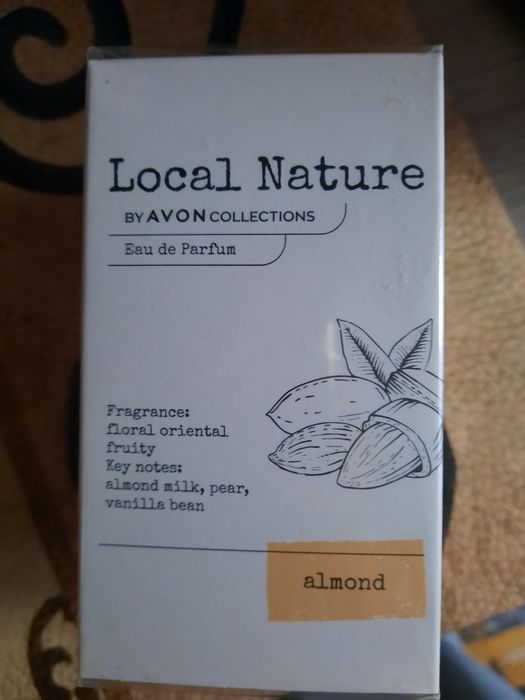 Local Nature
BY AVON COLLECTIONS
Eau de Parfum
Fragrance:
floral oriental
fruity
Key notes:
almond milk, pear,
vanilla bean
almond